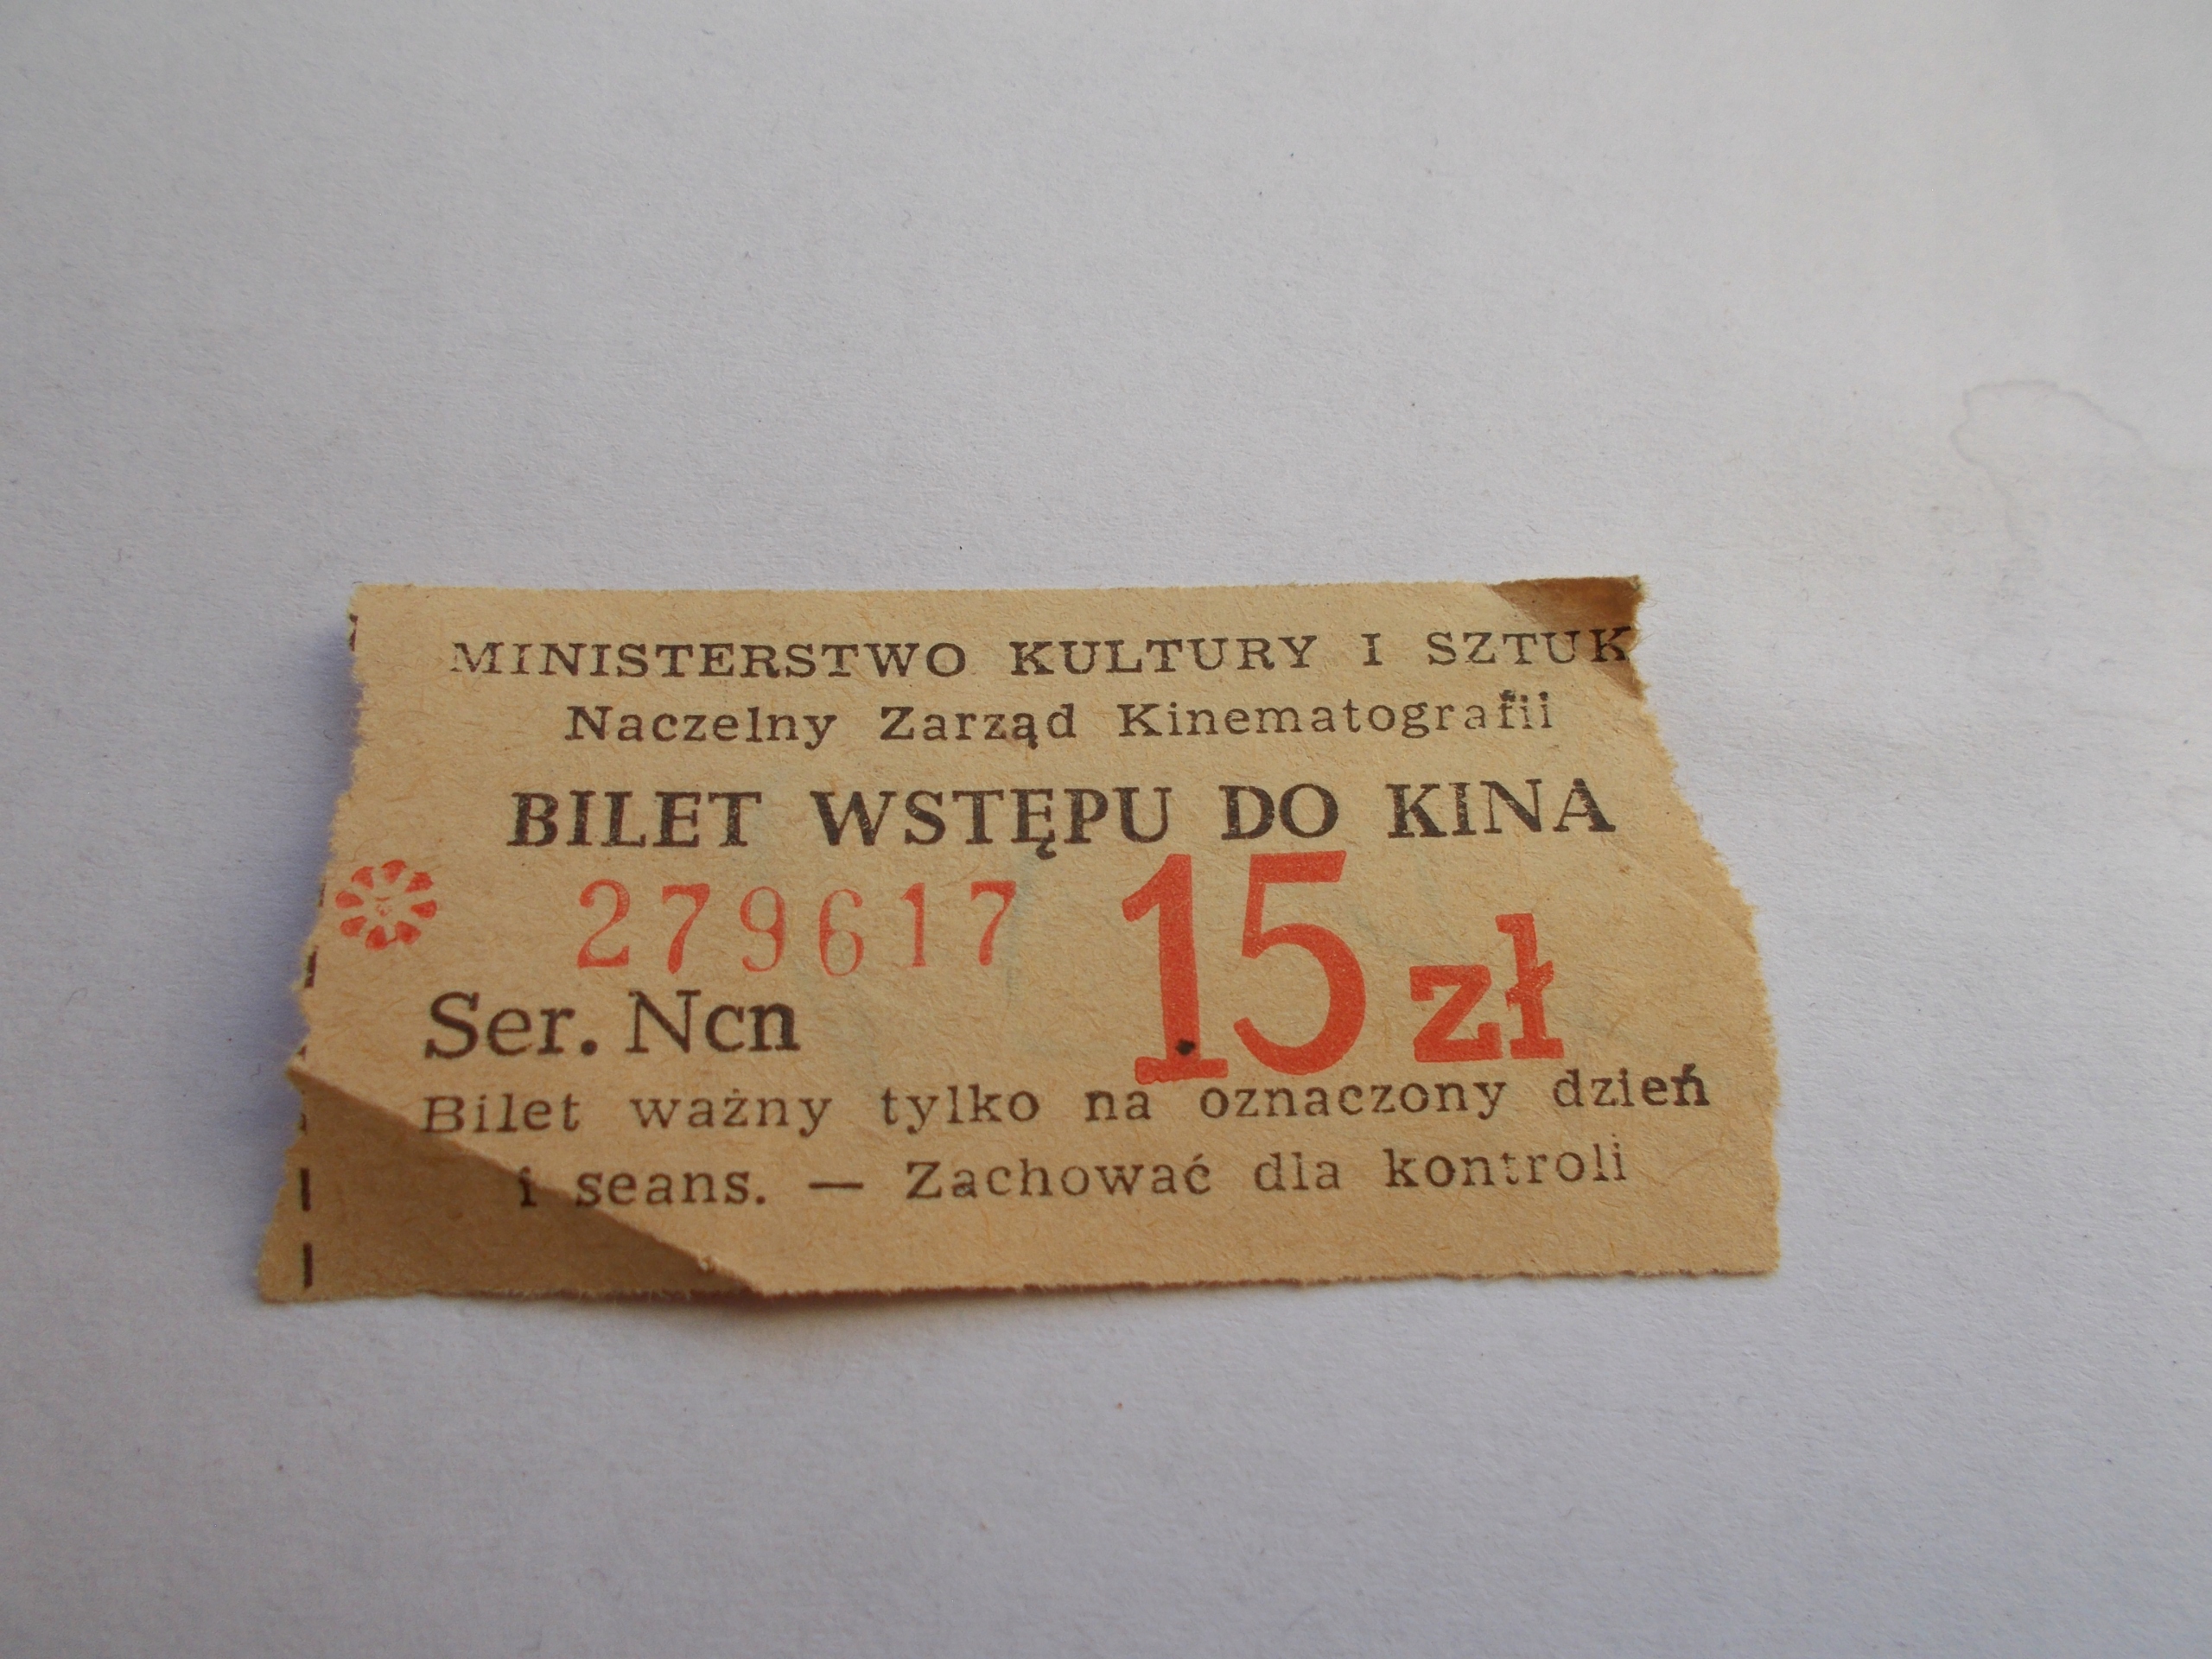 MINISTERSTWO KULTURY I SZTUK
Naczelny Zarząd Kinematografii
BILET WSTĘPU DO KINA
279617 15 zł
Ser. Ncn
Bilet ważny tylko na oznaczony dzień
i seans. — Zachować dla kontroli